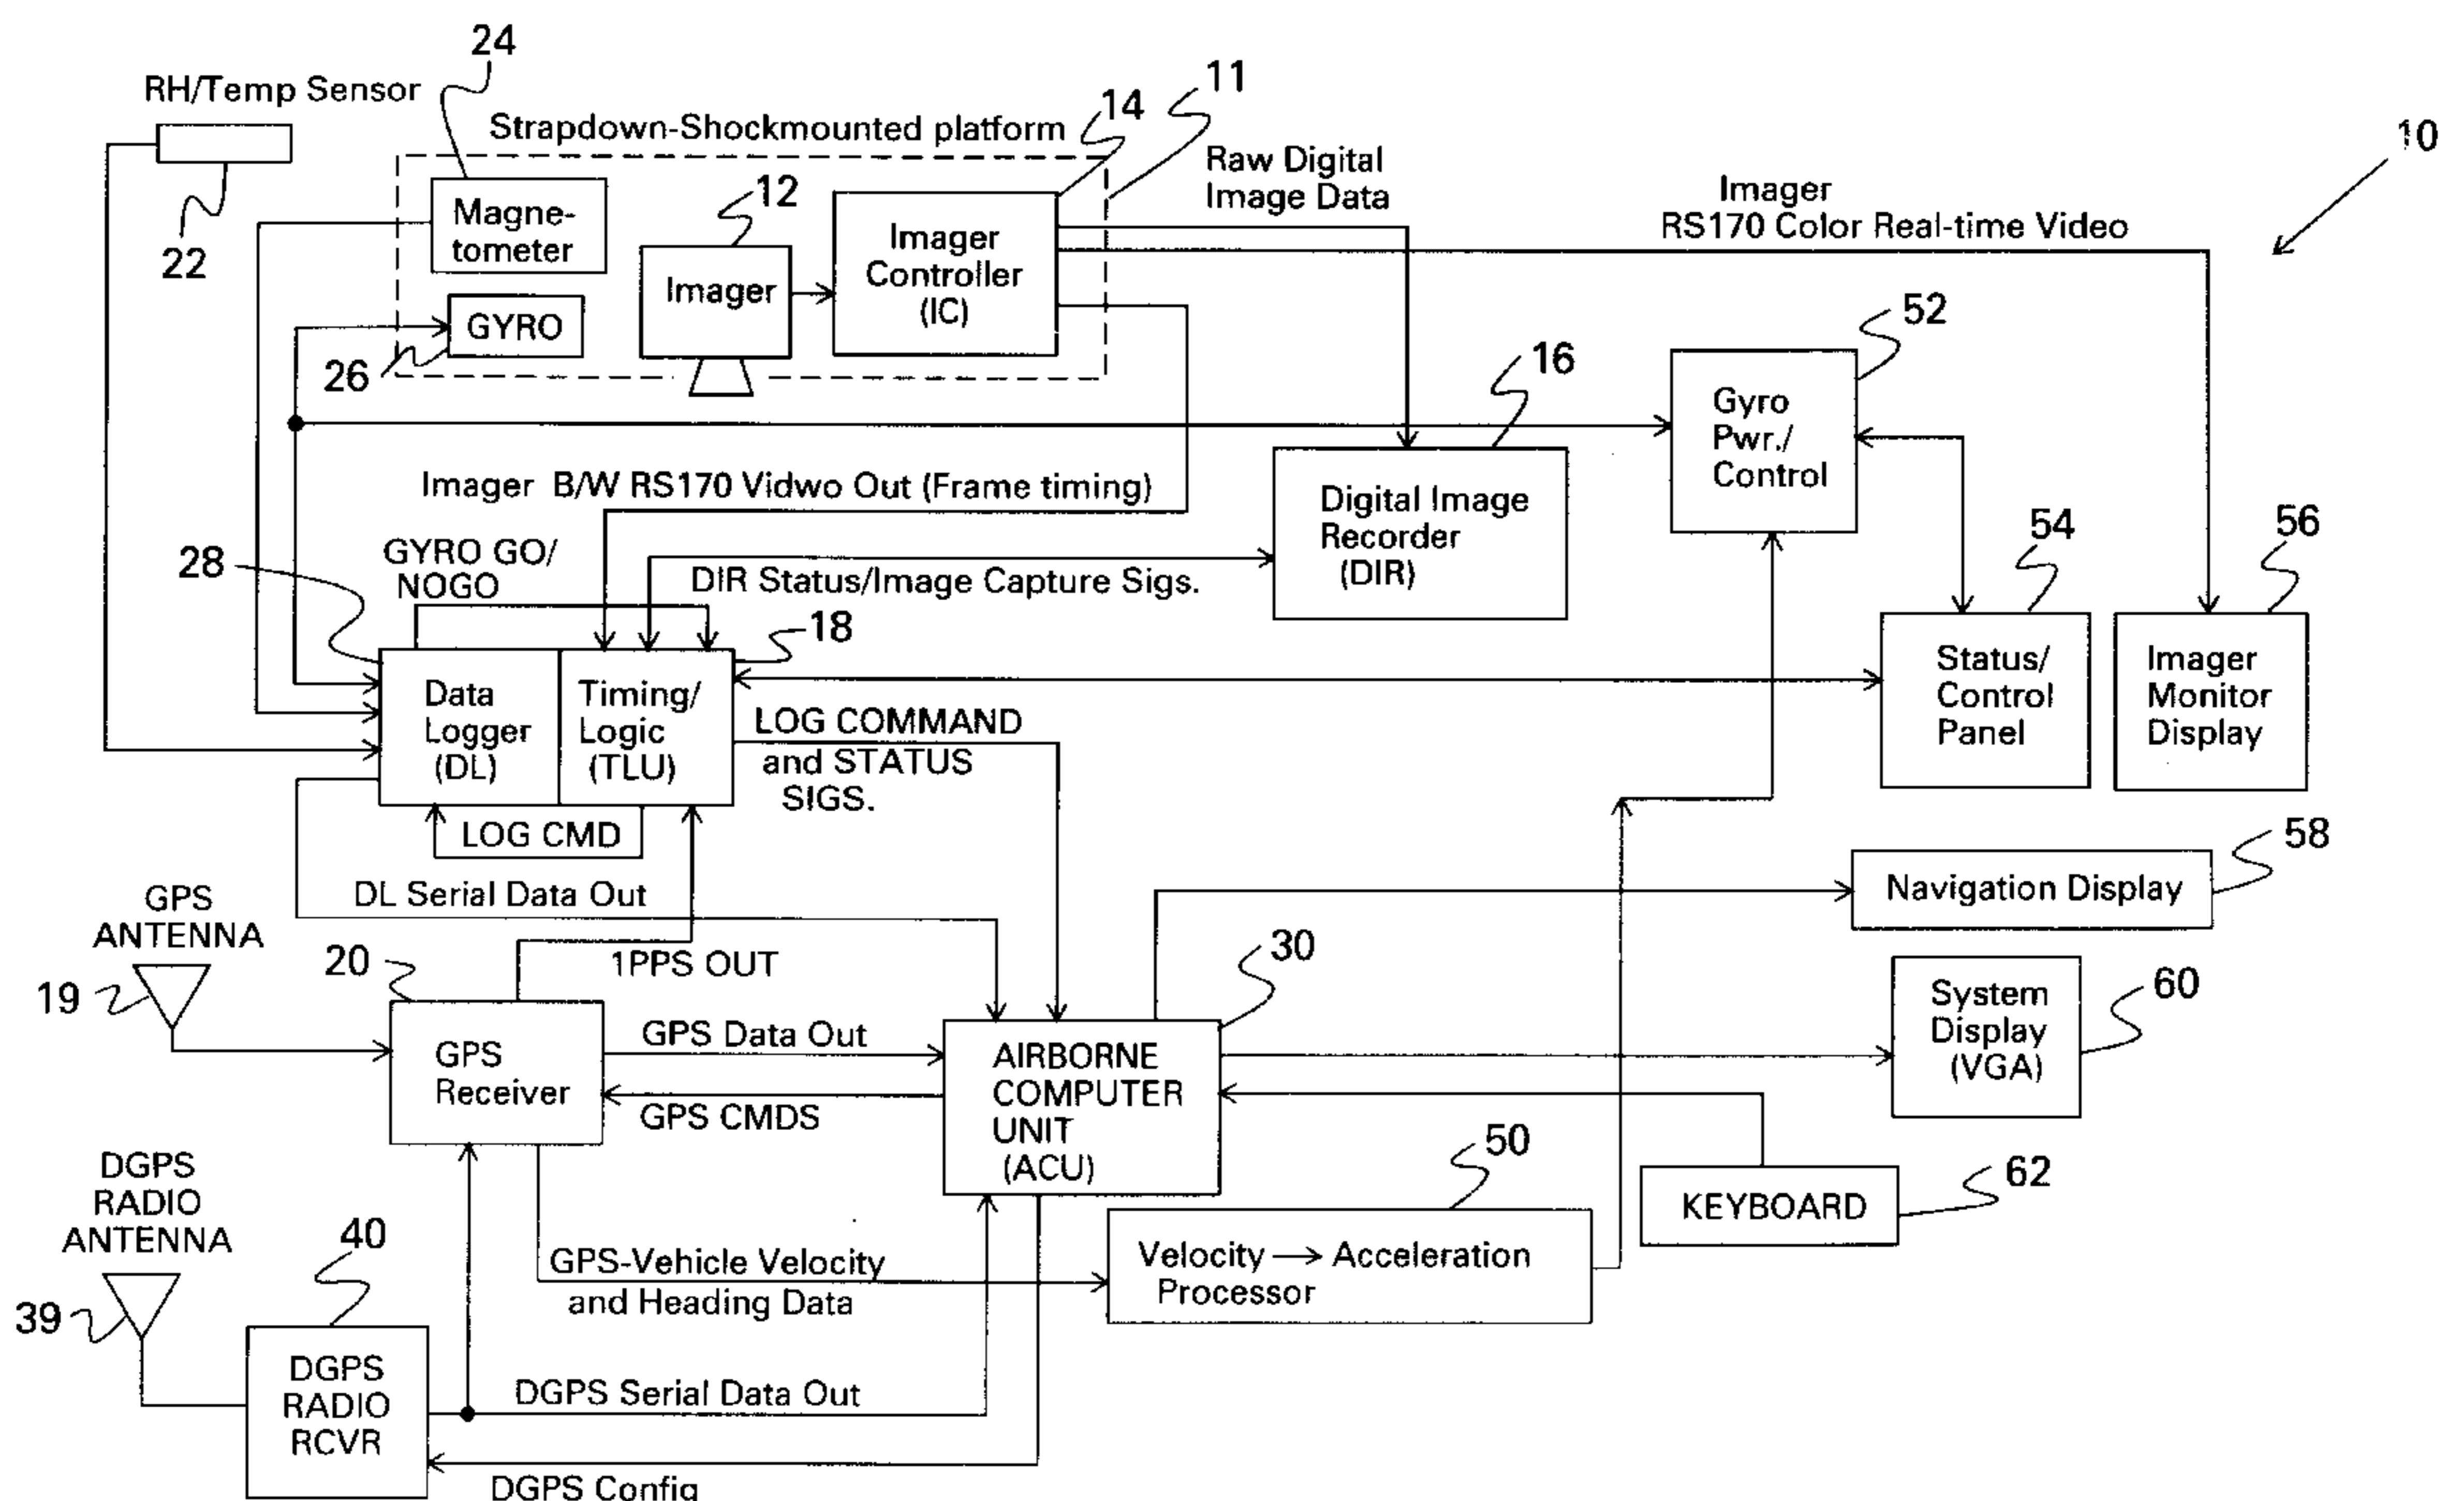 24
RH/Temp Sensor
22
Strapdown-Shockmounted platform
14
11
10
Magne-
tometer
12
Imager
Imager
Controller
(IC)
GYRO
26
Raw Digital
Image Data
Imager
RS170 Color Real-time Video
52
Gyro
Pwr./
Control
16
Digital Image
Recorder
(DIR)
Imager B/W RS170 Vidwo Out (Frame timing)
28
GYRO GO/
NOGO
DIR Status/Image Capture Sigs.
18
54
56
Data
Logger
(DL)
Timing/
Logic
(TLU)
Status/
Control
Panel
Imager
Monitor
Display
LOG COMMAND
and STATUS
SIGS.
LOG CMD
DL Serial Data Out
58
Navigation Display
GPS
ANTENNA
19
20
1PPS OUT
30
GPS
Receiver
GPS Data Out
GPS CMDS
AIRBORNE
COMPUTER
UNIT
(ACU)
System
Display
(VGA)
60
50
KEYBOARD
62
DGPS
RADIO
ANTENNA
39
40
GPS-Vehicle Velocity
and Heading Data
Velocity → Acceleration
Processor
DGPS
RADIO
RCVR
DGPS Serial Data Out
DGPS Config